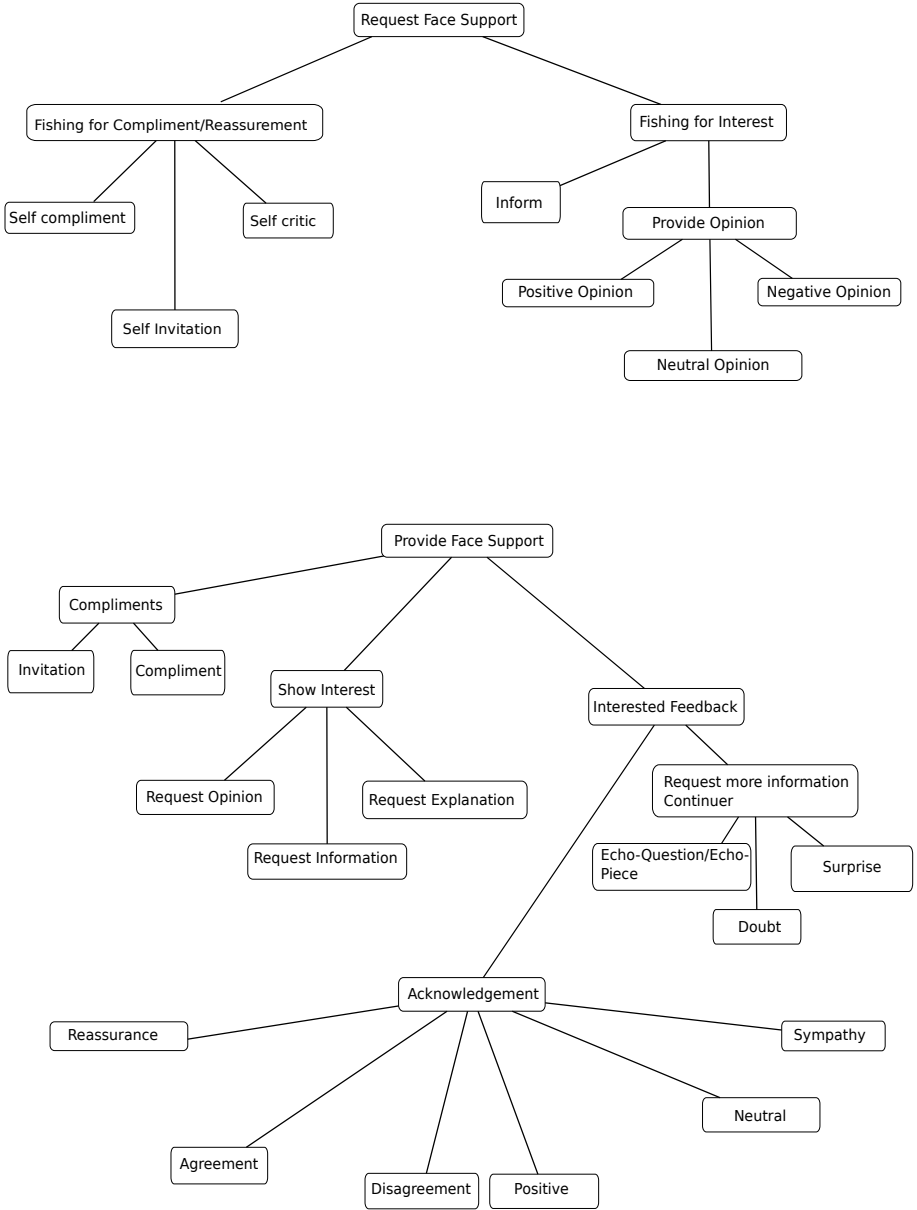 Request Face Support
Fishing for Compliment/Reassurement
Fishing for Interest
Self compliment
Self critic
Inform
Provide Opinion
Positive Opinion
Negative Opinion
Self Invitation
Neutral Opinion
Provide Face Support
Compliments
Invitation
Compliment
Show Interest
Interested Feedback
Request Opinion
Request Explanation
Request more information
Continuer
Request Information
Echo-Question/Echo-
Piece
Surprise
Doubt
Acknowledgement
Reassurance
Sympathy
Neutral
Agreement
Disagreement
Positive